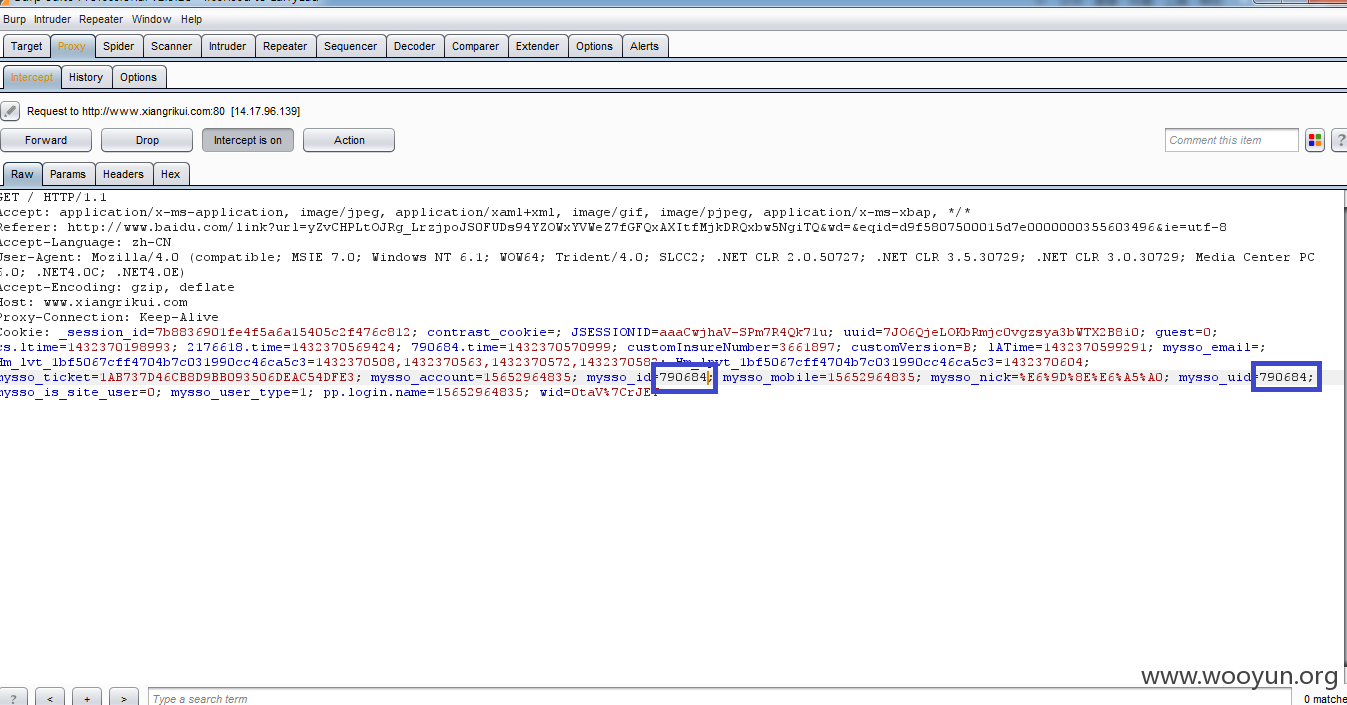 Burp Intruder Repeater Window Help
Target Proxy Spider Scanner Intruder Repeater Sequencer Decoder Comparer Extender Options Alerts
Intercept History Options
Request to http://www.xiangrikui.com:80 [14.17.96.139]
Forward Drop Intercept is on Action Comment this item ?
Raw Params Headers Hex
GET / HTTP/1.1
Accept: application/x-ms-application, image/jpeg, application/xaml+xml, image/gif, image/pjpeg, application/x-ms-xbap, */*
Referer: http://www.baidu.com/link?url=yZvCHPLtOJRg_LrzjpoJSOFUDs94YZOWxYVWeZ7fGFQxAXItfMjkDRQxbw5NgiTQ&wd=&eqid=d9f5807500015d7e0000000355603496&ie=utf-8
Accept-Language: zh-CN
User-Agent: Mozilla/4.0 (compatible; MSIE 7.0; Windows NT 6.1; WOW64; Trident/4.0; SLCC2; .NET CLR 2.0.50727; .NET CLR 3.5.30729; .NET CLR 3.0.30729; Media Center PC
6.0; .NET4.0C; .NET4.0E)
Accept-Encoding: gzip, deflate
Host: www.xiangrikui.com
Proxy-Connection: Keep-Alive
Cookie: _session_id=7b8836901fe4f5a6a15405c2f476c812; contrast_cookie=; JSESSIONID=aaaCwjhaV-SPm7R4Qk71u; uuid=7JO6QjeLOKbRmjcOvgzsya3bWTX2B8i0; guest=0;
cs.ltime=1432370198993; 2176618.time=1432370569424; 790684.time=1432370570999; customInsureNumber=3661897; customVersion=B; lATime=1432370599291; mysso_email=;
Hm_lvt_1bf5067cff4704b7c031990cc46ca5c3=1432370508,1432370563,1432370572,1432370582; Hm_lpvt_1bf5067cff4704b7c031990cc46ca5c3=1432370604;
mysso_ticket=1AB737D46CB8D9BB093506DEAC54DFE3; mysso_account=15652964835; mysso_id=790684; mysso_mobile=15652964835; mysso_nick=%E6%9D%8E%E6%A5%A0; mysso_uid=790684;
mysso_is_site_user=0; mysso_user_type=1; pp.login.name=15652964835; wid=OtaV%7CrJEY
www.wooyun.org
? < + > Type a search term 0 matche